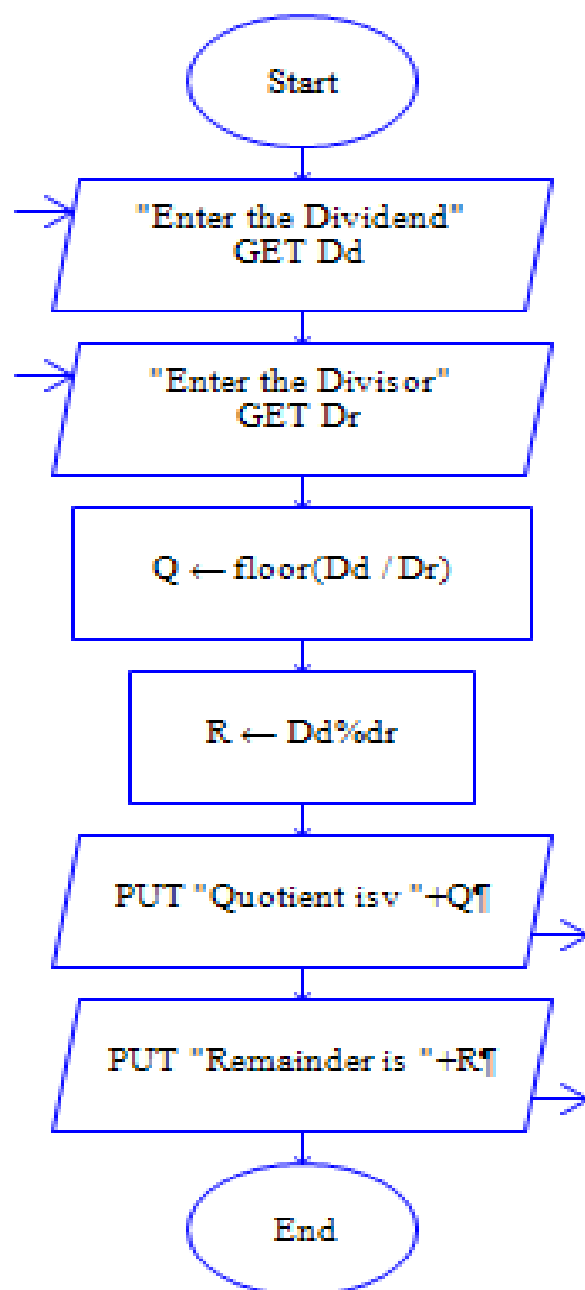 Start
"Enter the Dividend"
GET Dd
"Enter the Divisor"
GET Dr
Q ← floor(Dd / Dr)
R ← Dd%dr
PUT "Quotient isv "+Q¶
PUT "Remainder is "+R¶
End